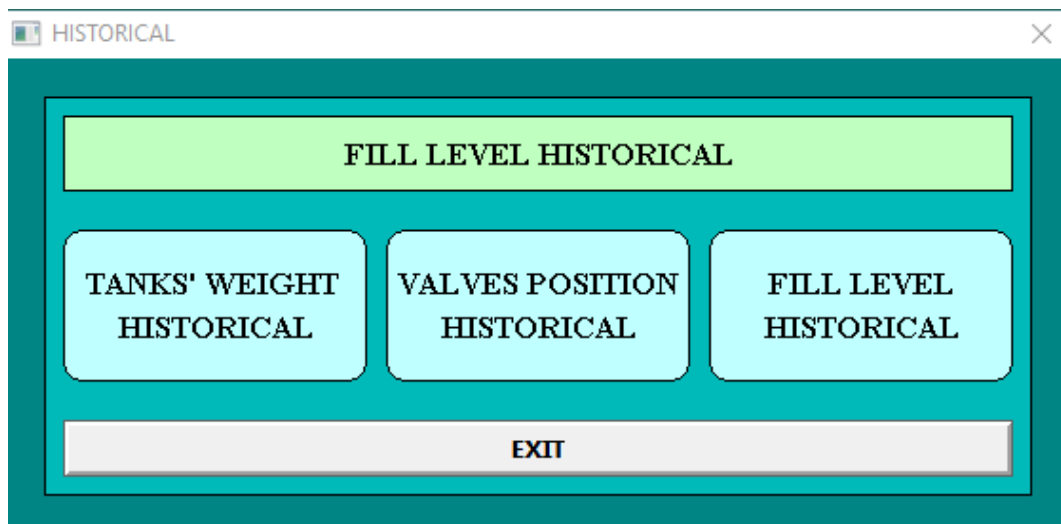 HISTORICAL
FILL LEVEL HISTORICAL
TANKS' WEIGHT
HISTORICAL
VALVES POSITION
HISTORICAL
FILL LEVEL
HISTORICAL
EXIT